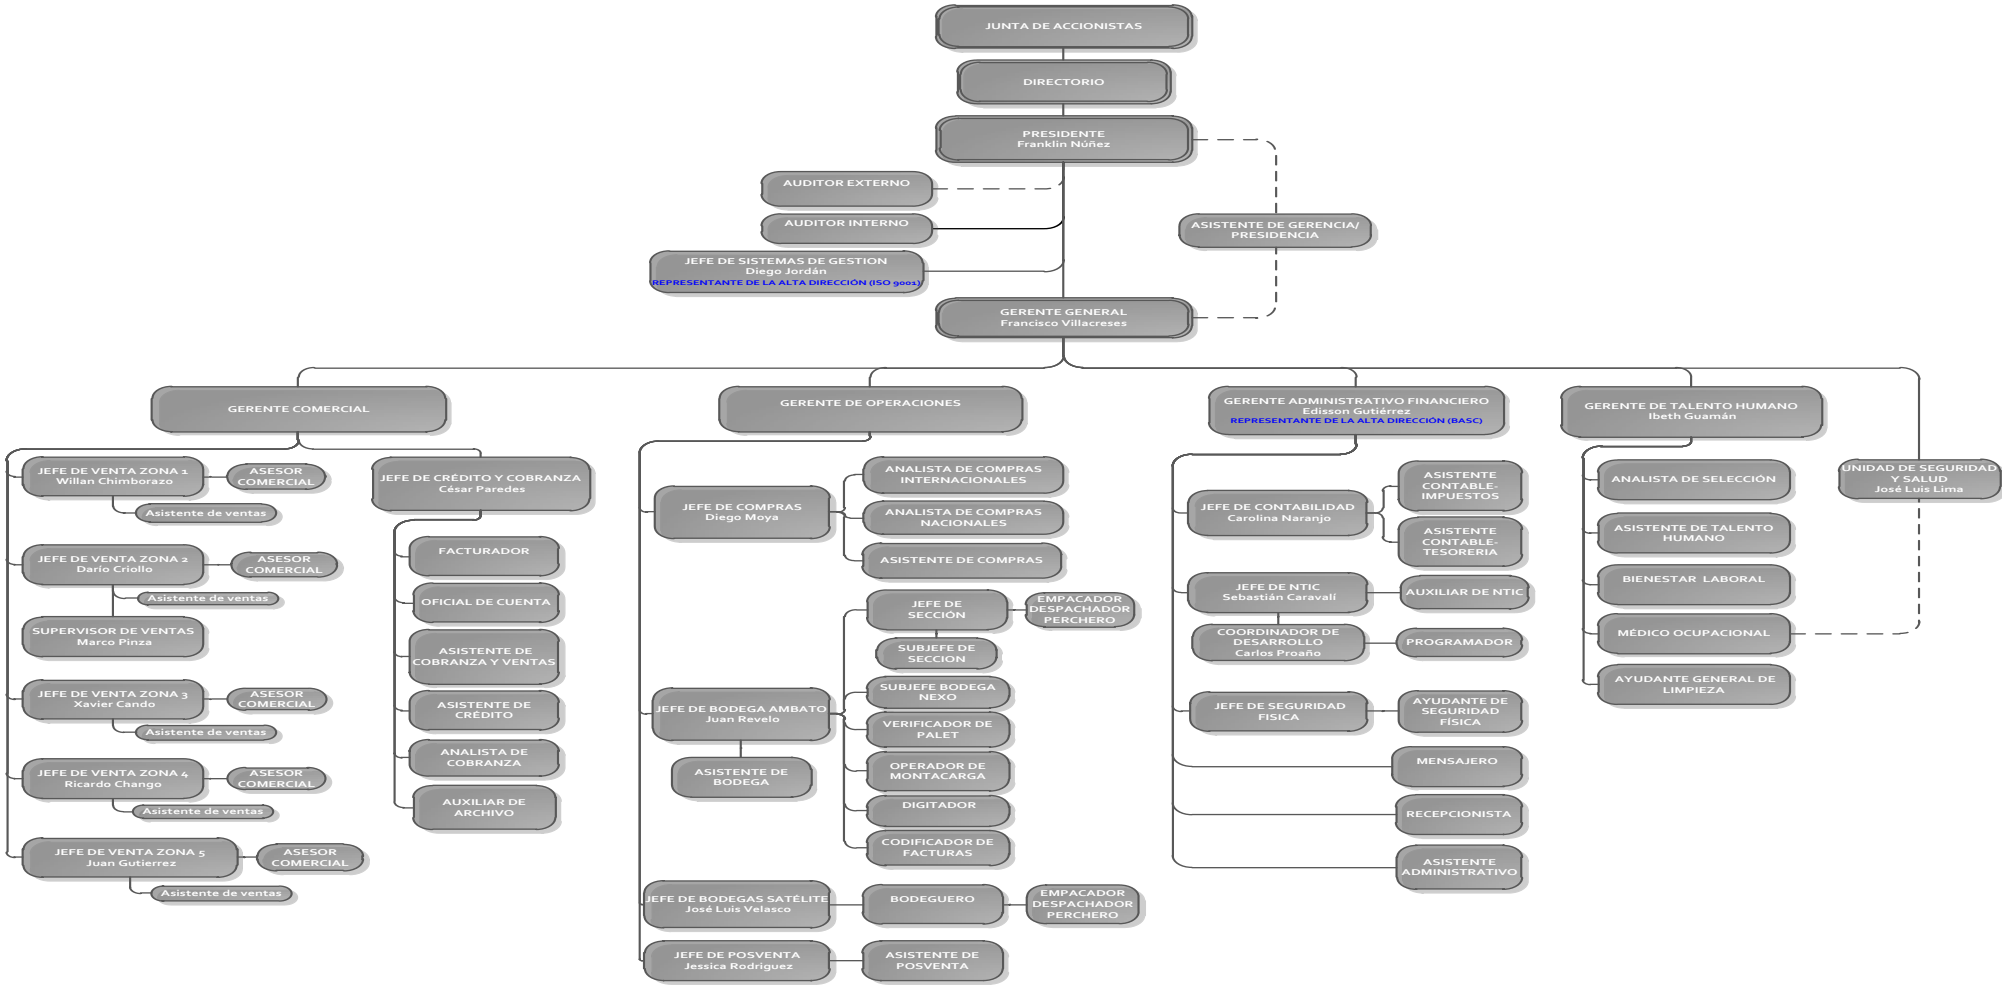 JUNTA DE ACCIONISTAS
DIRECTORIO
PRESIDENTE
Franklin Núñez
AUDITOR EXTERNO
AUDITOR INTERNO
ASISTENTE DE GERENCIA/
PRESIDENCIA
JEFE DE SISTEMAS DE GESTION
Diego Jordán
REPRESENTANTE DE LA ALTA DIRECCIÓN (ISO 9001)
GERENTE GENERAL
Francisco Villacreses
GERENTE COMERCIAL
JEFE DE VENTA ZONA 1
Willan Chimborazo
ASESOR
COMERCIAL
Asistente de ventas
JEFE DE VENTA ZONA 2
Darío Criollo
ASESOR
COMERCIAL
Asistente de ventas
SUPERVISOR DE VENTAS
Marco Pinza
JEFE DE VENTA ZONA 3
Xavier Cando
ASESOR
COMERCIAL
Asistente de ventas
JEFE DE VENTA ZONA 4
Ricardo Chango
ASESOR
COMERCIAL
Asistente de ventas
JEFE DE VENTA ZONA 5
Juan Gutierrez
ASESOR
COMERCIAL
Asistente de ventas
JEFE DE CRÉDITO Y COBRANZA
César Paredes
FACTURADOR
OFICIAL DE CUENTA
ASISTENTE DE
COBRANZA Y VENTAS
ASISTENTE DE
CRÉDITO
ANALISTA DE
COBRANZA
AUXILIAR DE
ARCHIVO
GERENTE DE OPERACIONES
JEFE DE COMPRAS
Diego Moya
ANALISTA DE COMPRAS
INTERNACIONALES
ANALISTA DE COMPRAS
NACIONALES
ASISTENTE DE COMPRAS
JEFE DE BODEGA AMBATO
Juan Revelo
ASISTENTE DE
BODEGA
JEFE DE
SECCIÓN
EMPACADOR
DESPACHADOR
PERCHERO
SUBJEFE DE
SECCION
SUBJEFE BODEGA
NEXO
VERIFICADOR DE
PALET
OPERADOR DE
MONTACARGA
DIGITADOR
CODIFICADOR DE
FACTURAS
JEFE DE BODEGAS SATÉLITE
José Luis Velasco
BODEGUERO
EMPACADOR
DESPACHADOR
PERCHERO
JEFE DE POSVENTA
Jessica Rodriguez
ASISTENTE DE
POSVENTA
GERENTE ADMINISTRATIVO FINANCIERO
Edisson Gutiérrez
REPRESENTANTE DE LA ALTA DIRECCIÓN (BASC)
JEFE DE CONTABILIDAD
Carolina Naranjo
ASISTENTE
CONTABLE-
IMPUESTOS
ASISTENTE
CONTABLE-
TESORERIA
JEFE DE NTIC
Sebastián Caravalí
AUXILIAR DE NTIC
COORDINADOR DE
DESARROLLO
Carlos Proaño
PROGRAMADOR
JEFE DE SEGURIDAD
FISICA
AYUDANTE DE
SEGURIDAD
FÍSICA
MENSAJERO
RECEPCIONISTA
ASISTENTE
ADMINISTRATIVO
GERENTE DE TALENTO HUMANO
Ibeth Guamán
ANALISTA DE SELECCIÓN
ASISTENTE DE TALENTO
HUMANO
BIENESTAR LABORAL
MÉDICO OCUPACIONAL
AYUDANTE GENERAL DE
LIMPIEZA
UNIDAD DE SEGURIDAD
Y SALUD
José Luis Lima